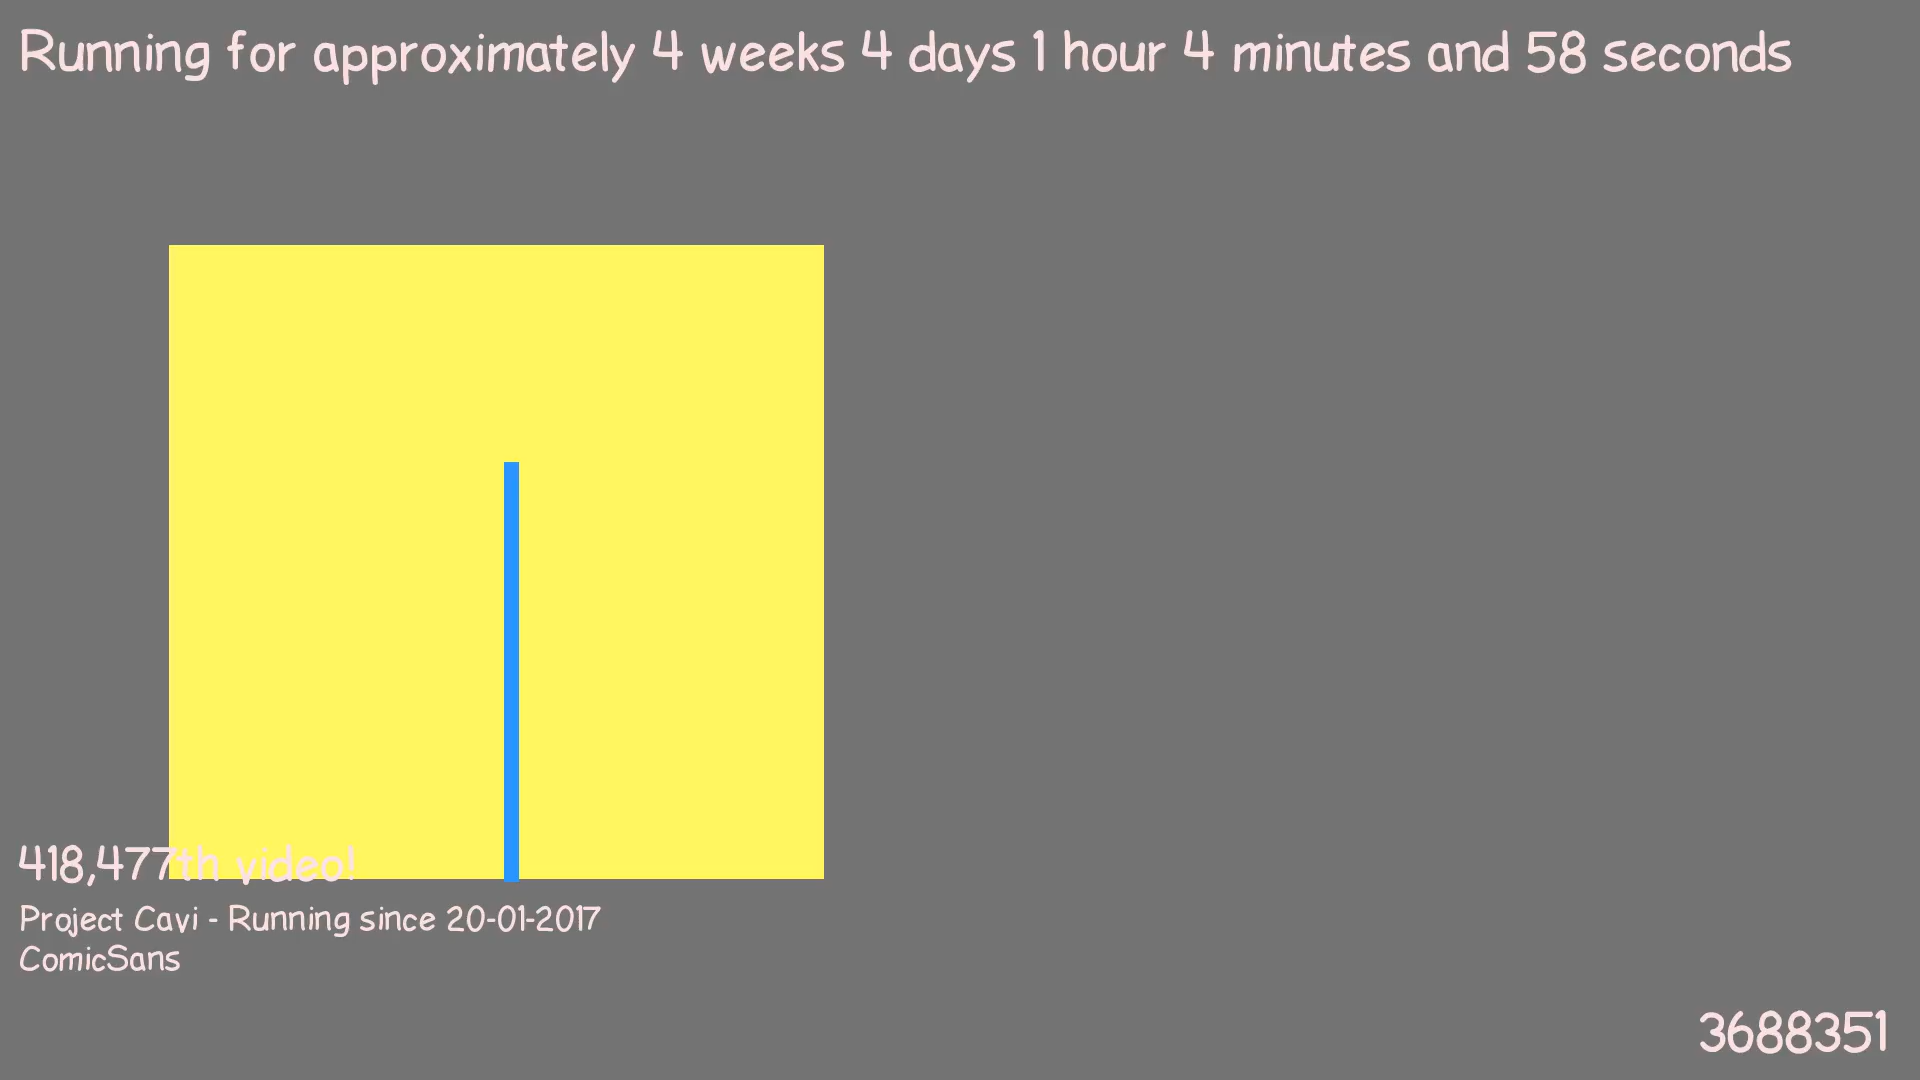 Running for approximately 4 weeks 4 days 1 hour 4 minutes and 58 seconds
418,477th video!
Project Cavi - Running since 20-01-2017
ComicSans
3688351